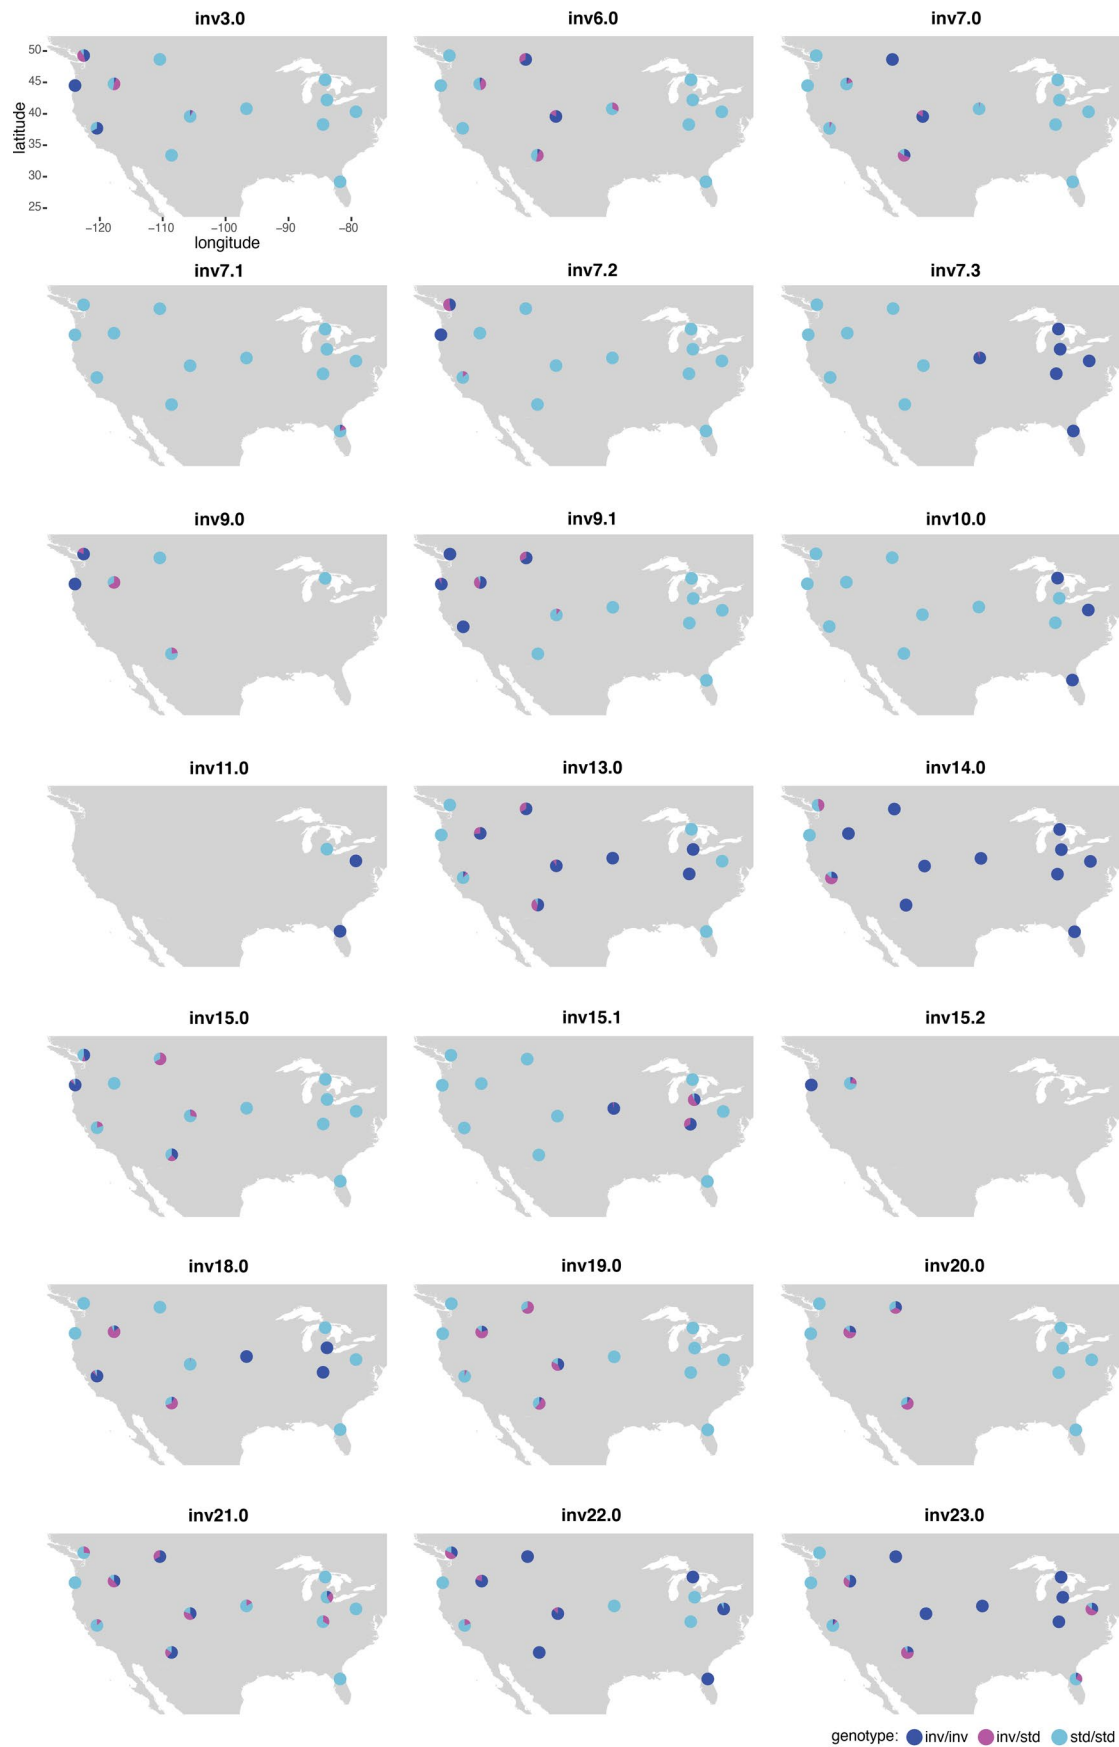 inv3.0 inv6.0 inv7.0
50
45
40
35
30
25
latitude
−120 −110 −100 −90 −80
longitude
inv7.1 inv7.2 inv7.3
inv9.0 inv9.1 inv10.0
inv11.0 inv13.0 inv14.0
inv15.0 inv15.1 inv15.2
inv18.0 inv19.0 inv20.0
inv21.0 inv22.0 inv23.0
genotype: inv/inv inv/std std/std